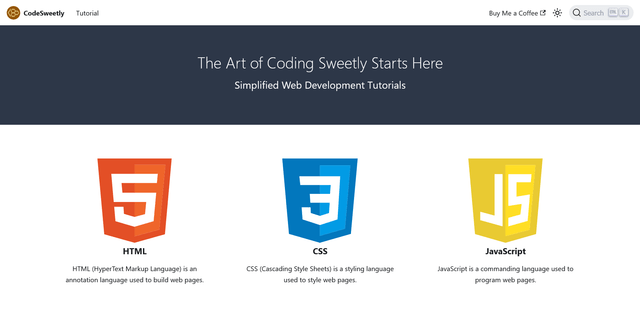 CodeSweetly Tutorial Buy Me a Coffee Search K
The Art of Coding Sweetly Starts Here
Simplified Web Development Tutorials
5 3 JS
HTML CSS JavaScript
HTML (HyperText Markup Language) is an
annotation language used to build web pages.
CSS (Cascading Style Sheets) is a styling language
used to style web pages.
JavaScript is a commanding language used to
program web pages.